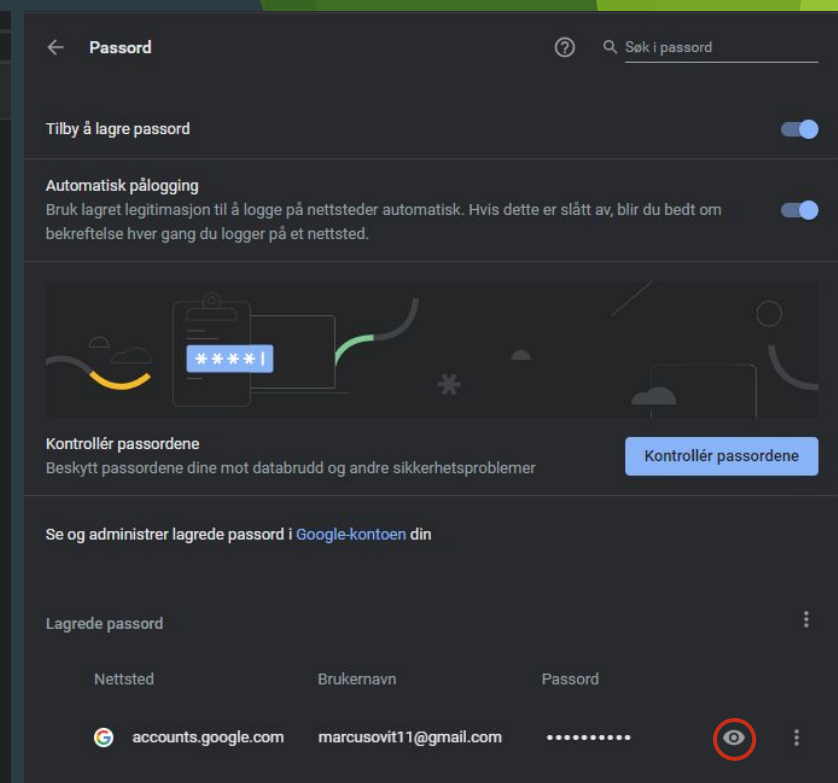 Passord
Søk i passord
Tilby å lagre passord
Automatisk pålogging
Bruk lagret legitimasjon til å logge på nettsteder automatisk. Hvis dette er slått av, blir du bedt om
bekreftelse hver gang du logger på et nettsted.
****|
Kontrollér passordene
Beskytt passordene dine mot databrudd og andre sikkerhetsproblemer
Kontrollér passordene
Se og administrer lagrede passord i Google-kontoen din
Lagrede passord
Nettsted Brukernavn Passord
accounts.google.com marcusovit11@gmail.com ••••••••••